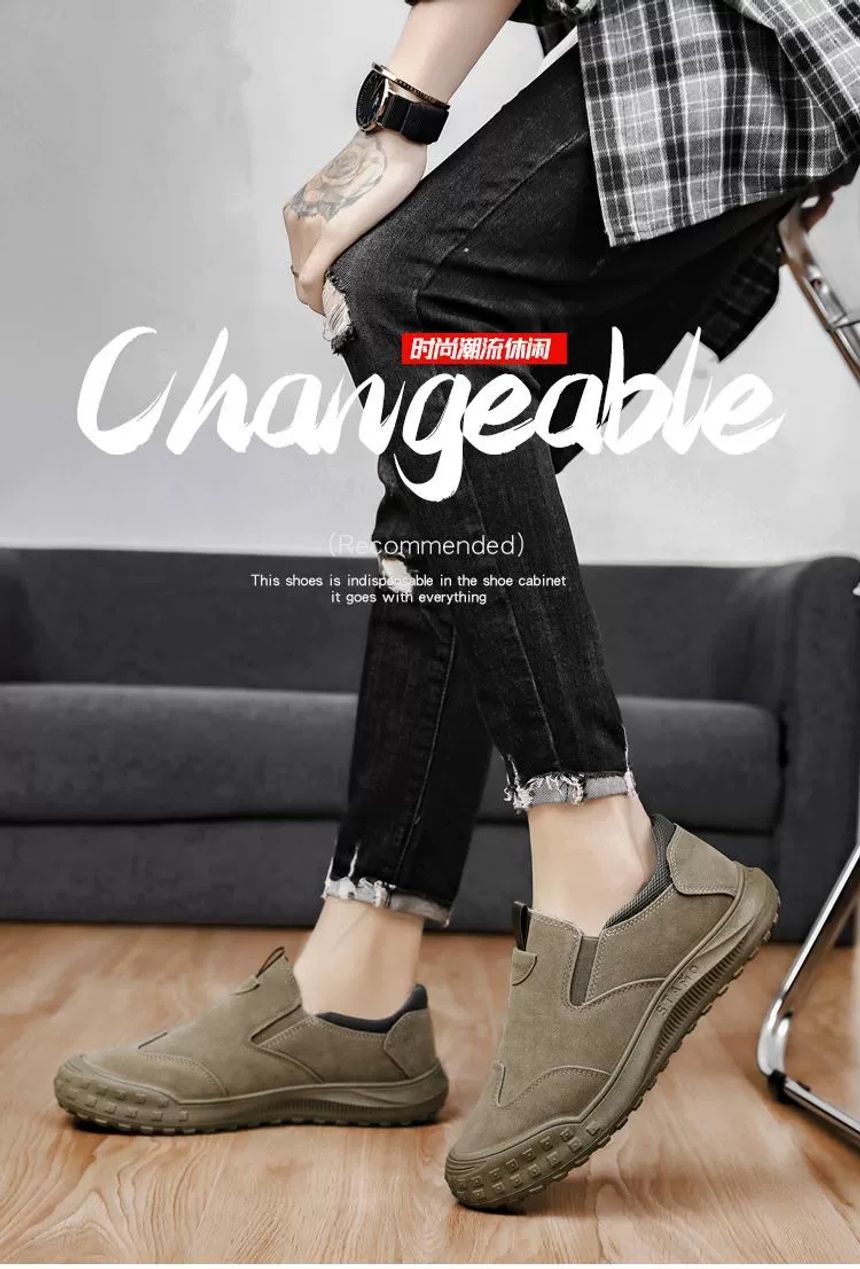 时尚潮流休闲
Changeable
(Recommended)
This shoes is indispensable in the shoe cabinet
it goes with everything
STAMO